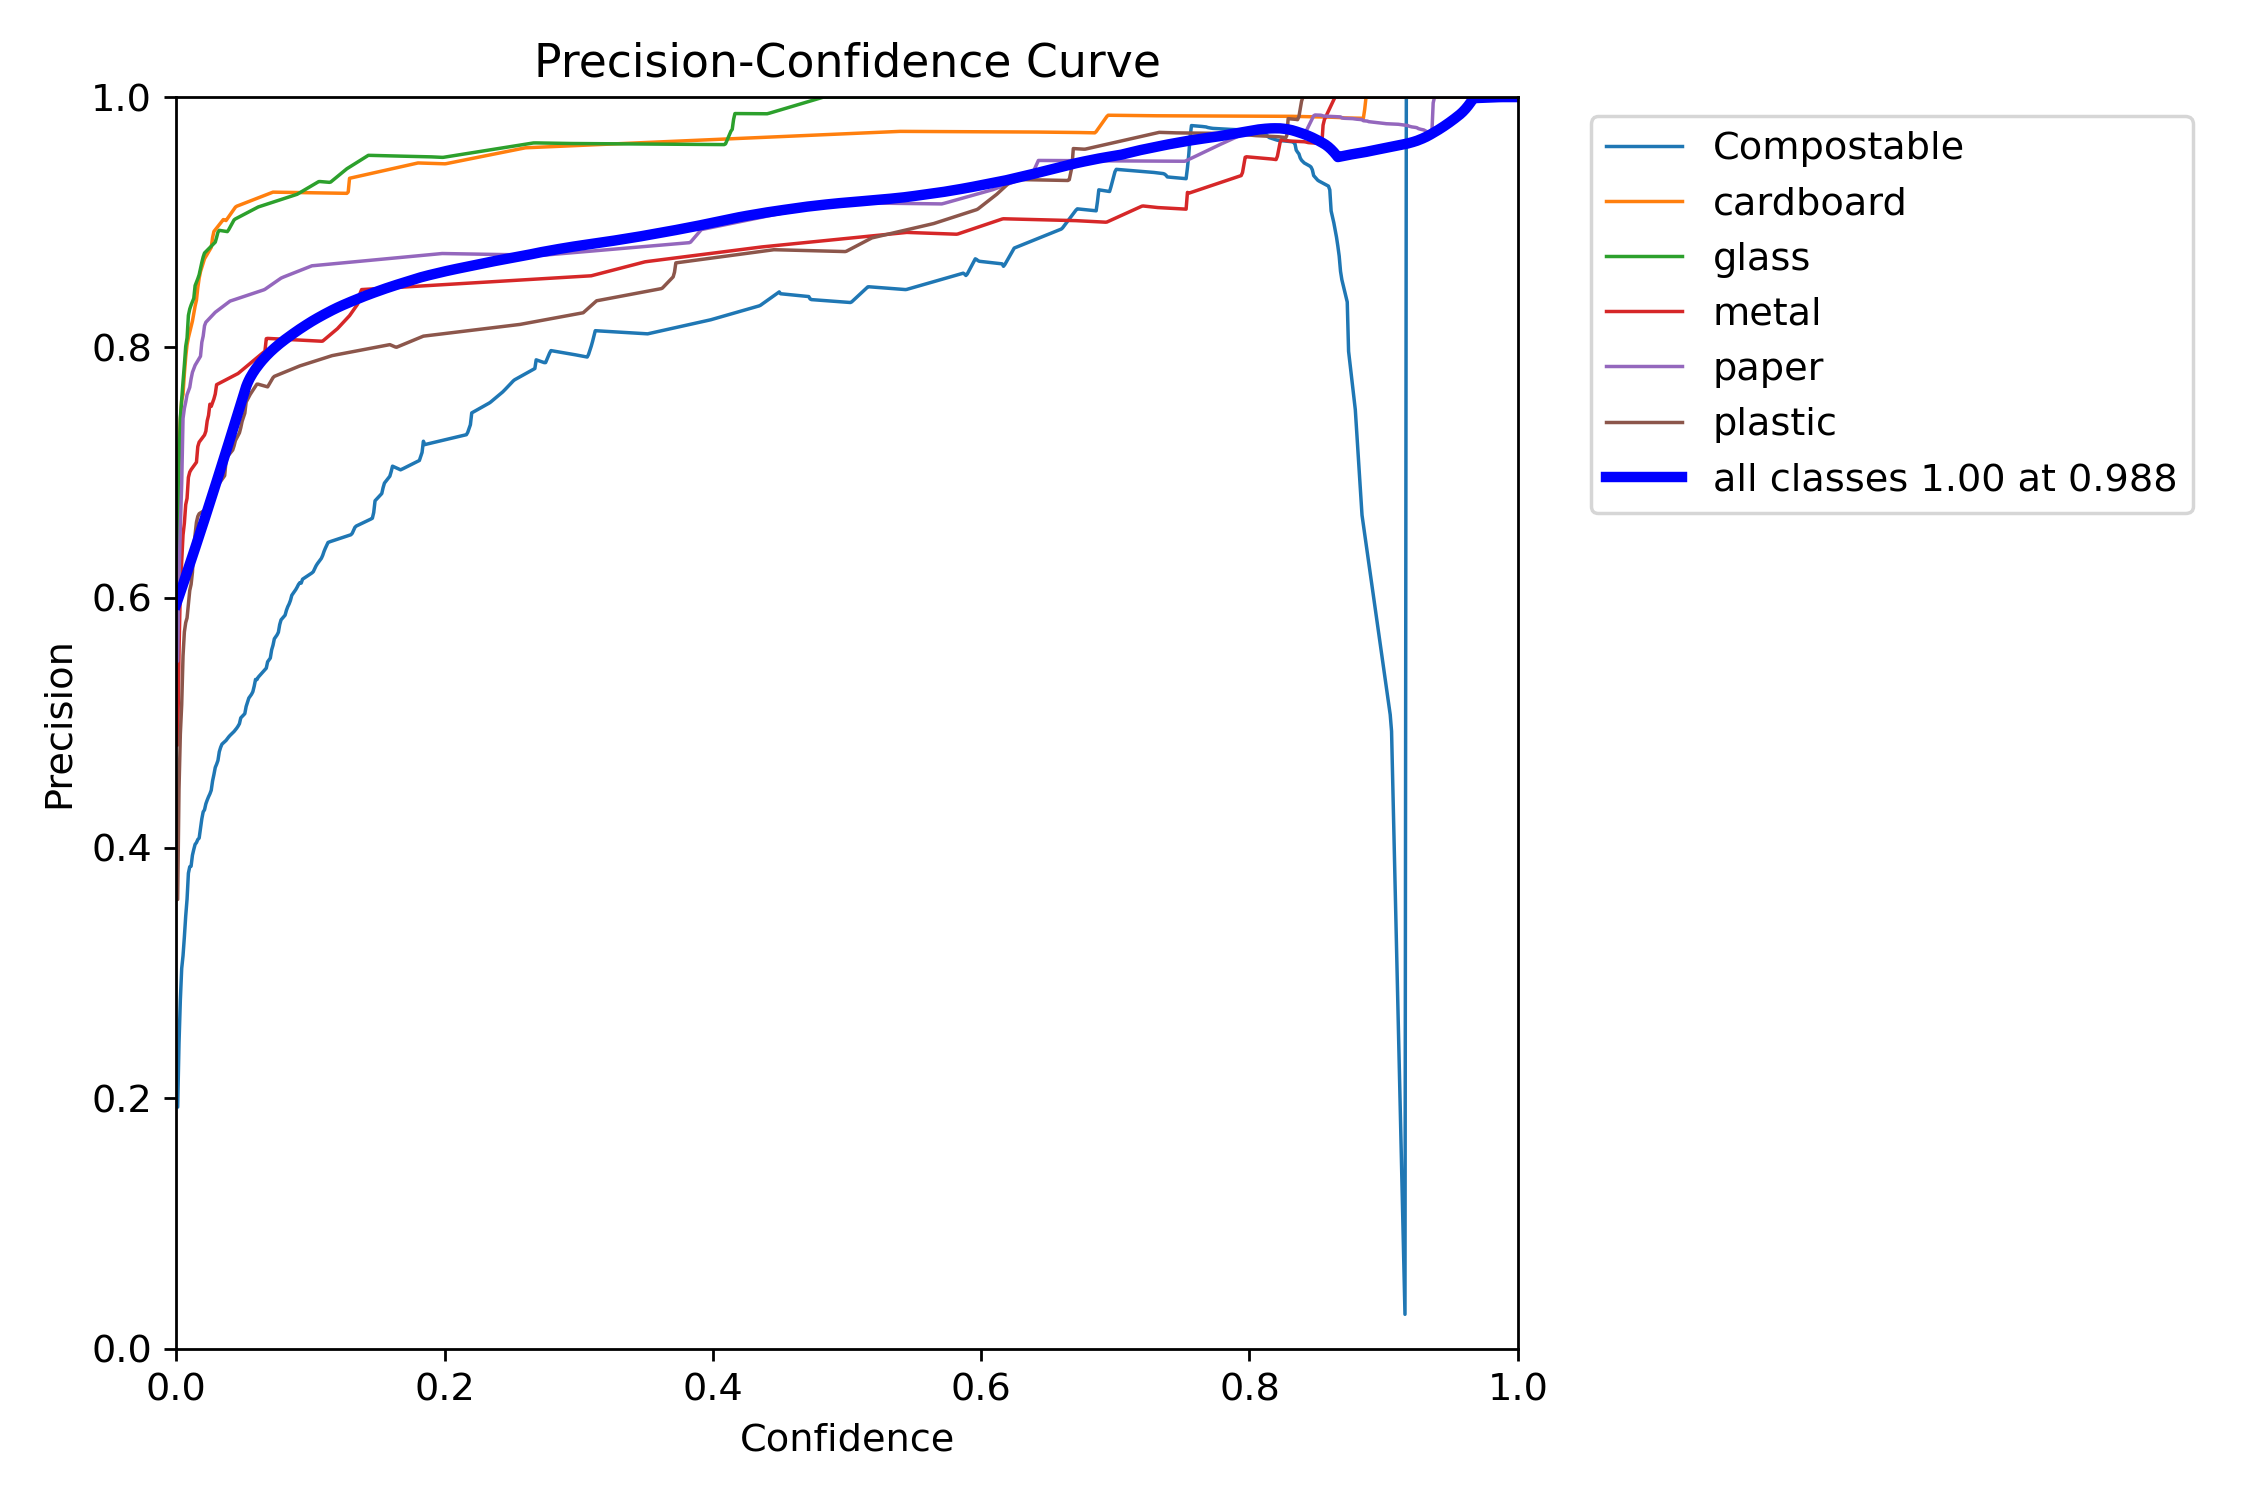 Precision-Confidence Curve
1.0
0.8
0.6
0.4
0.2
0.0
Precision
0.0 0.2 0.4 0.6 0.8 1.0
Confidence
Compostable
cardboard
glass
metal
paper
plastic
all classes 1.00 at 0.988